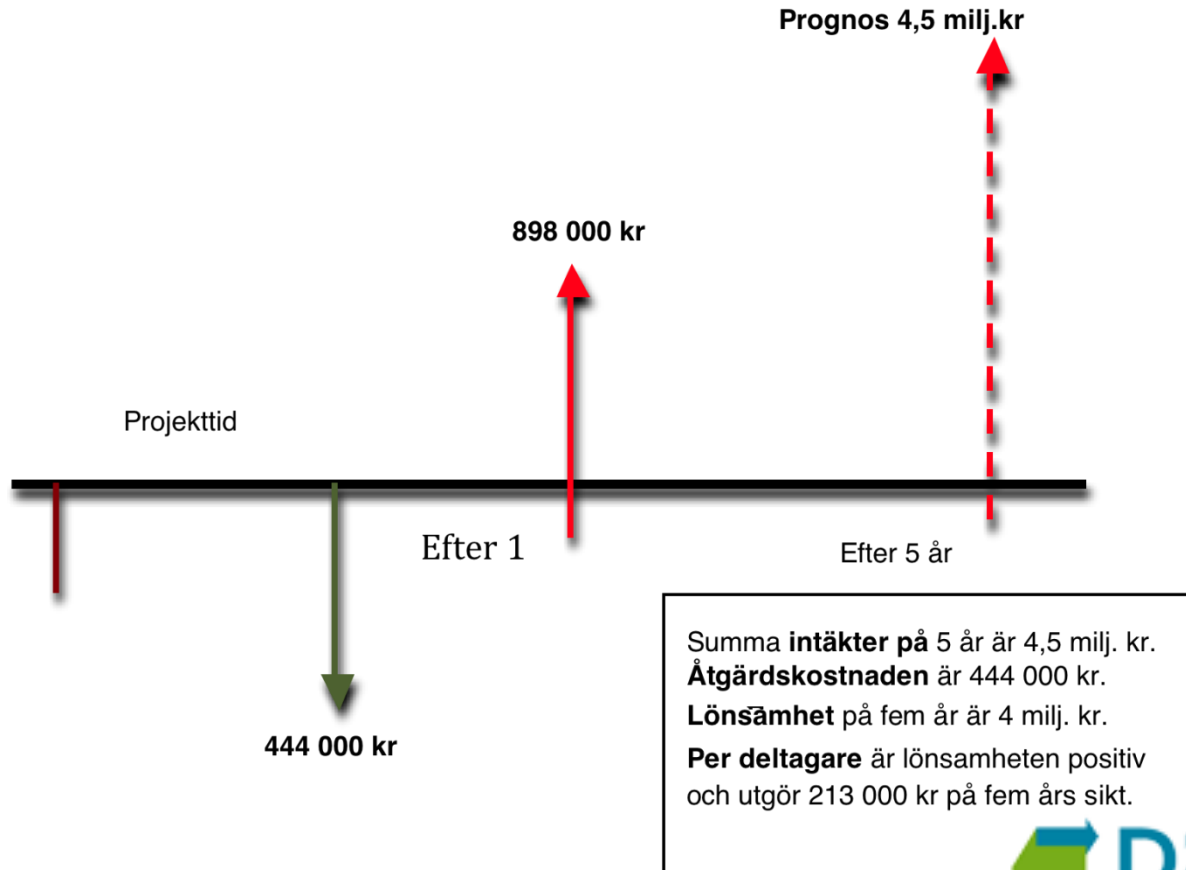 Prognos 4,5 milj.kr
898 000 kr
Projekttid
Efter 1
Efter 5 år
444 000 kr
Summa intäkter på 5 år är 4,5 milj. kr.
Åtgärdskostnaden är 444 000 kr.
Lönsamhet på fem år är 4 milj. kr.
Per deltagare är lönsamheten positiv
och utgör 213 000 kr på fem års sikt.